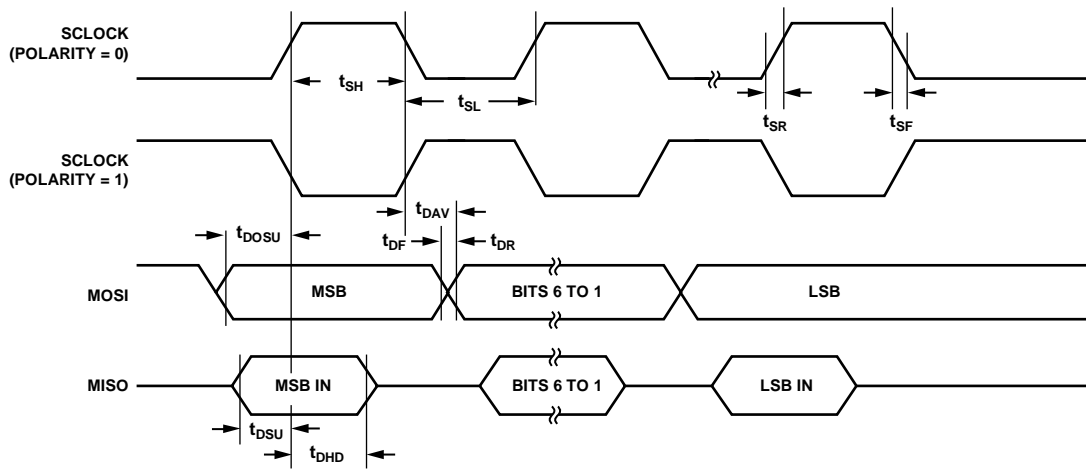 SCLOCK
(POLARITY = 0)
tSH
tSL
tSR
tSF
SCLOCK
(POLARITY = 1)
tDAV
tDOSU
tDF
tDR
MOSI
MSB
BITS 6 TO 1
LSB
MISO
MSB IN
BITS 6 TO 1
LSB IN
tDSU
tDHD